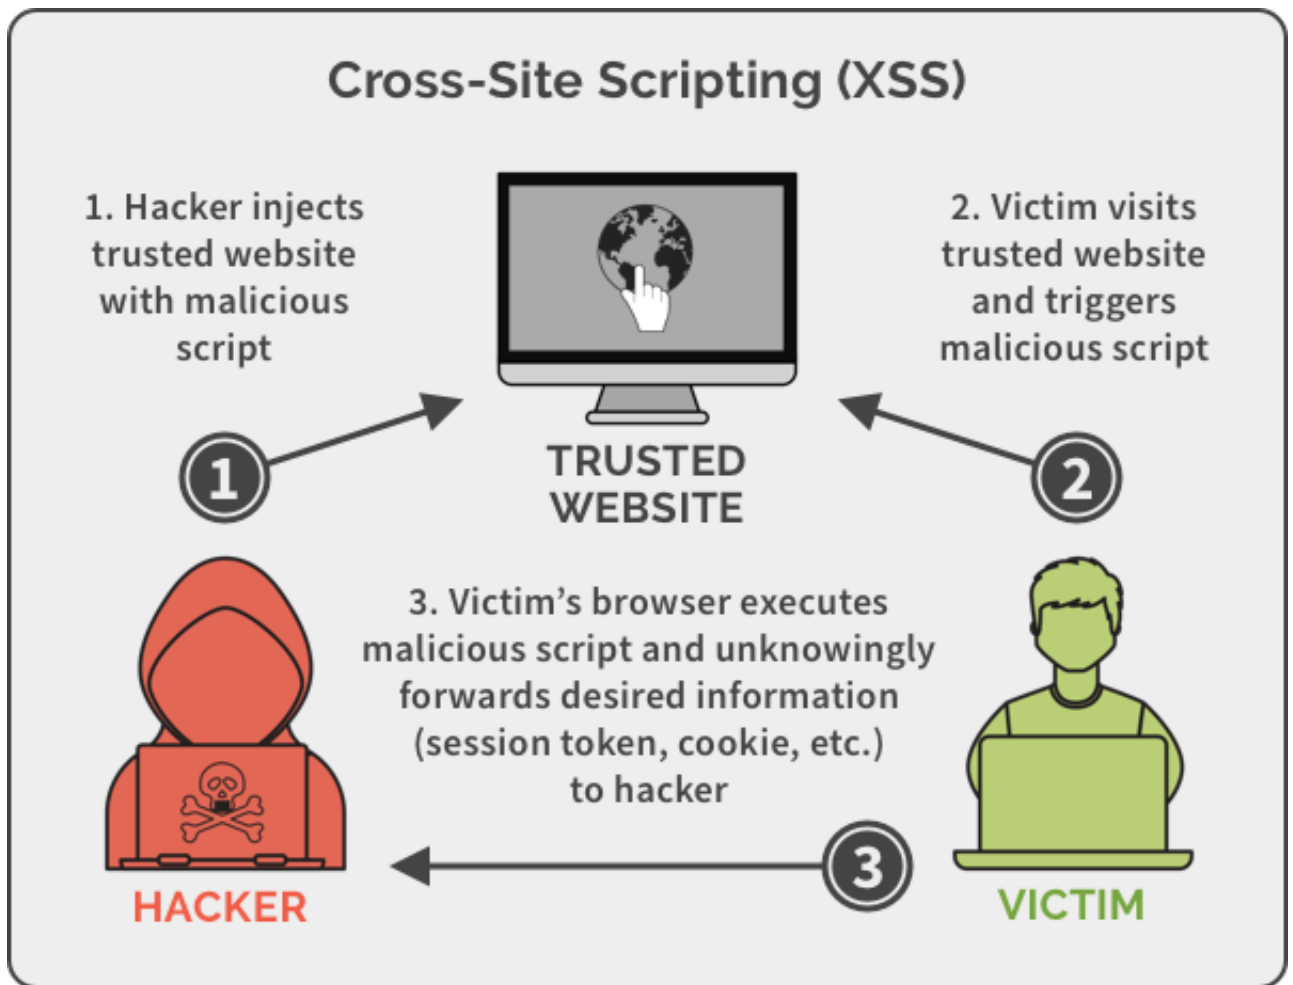 Cross-Site Scripting (XSS)
1. Hacker injects
trusted website
with malicious
script
2. Victim visits
trusted website
and triggers
malicious script
1
2
TRUSTED
WEBSITE
3. Victim’s browser executes
malicious script and unknowingly
forwards desired information
(session token, cookie, etc.)
to hacker
3
HACKER
VICTIM